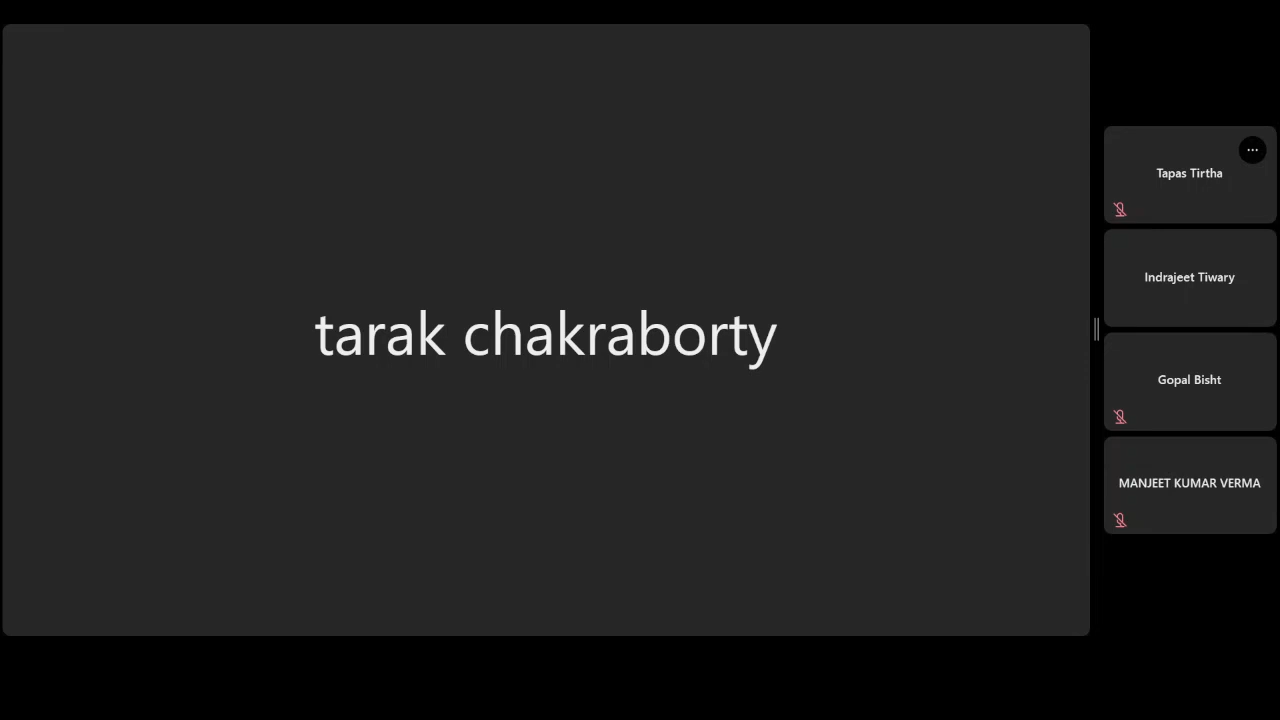 tarak chakraborty
Tapas Tirtha
Indrajeet Tiwary
Gopal Bisht
MANJEET KUMAR VERMA